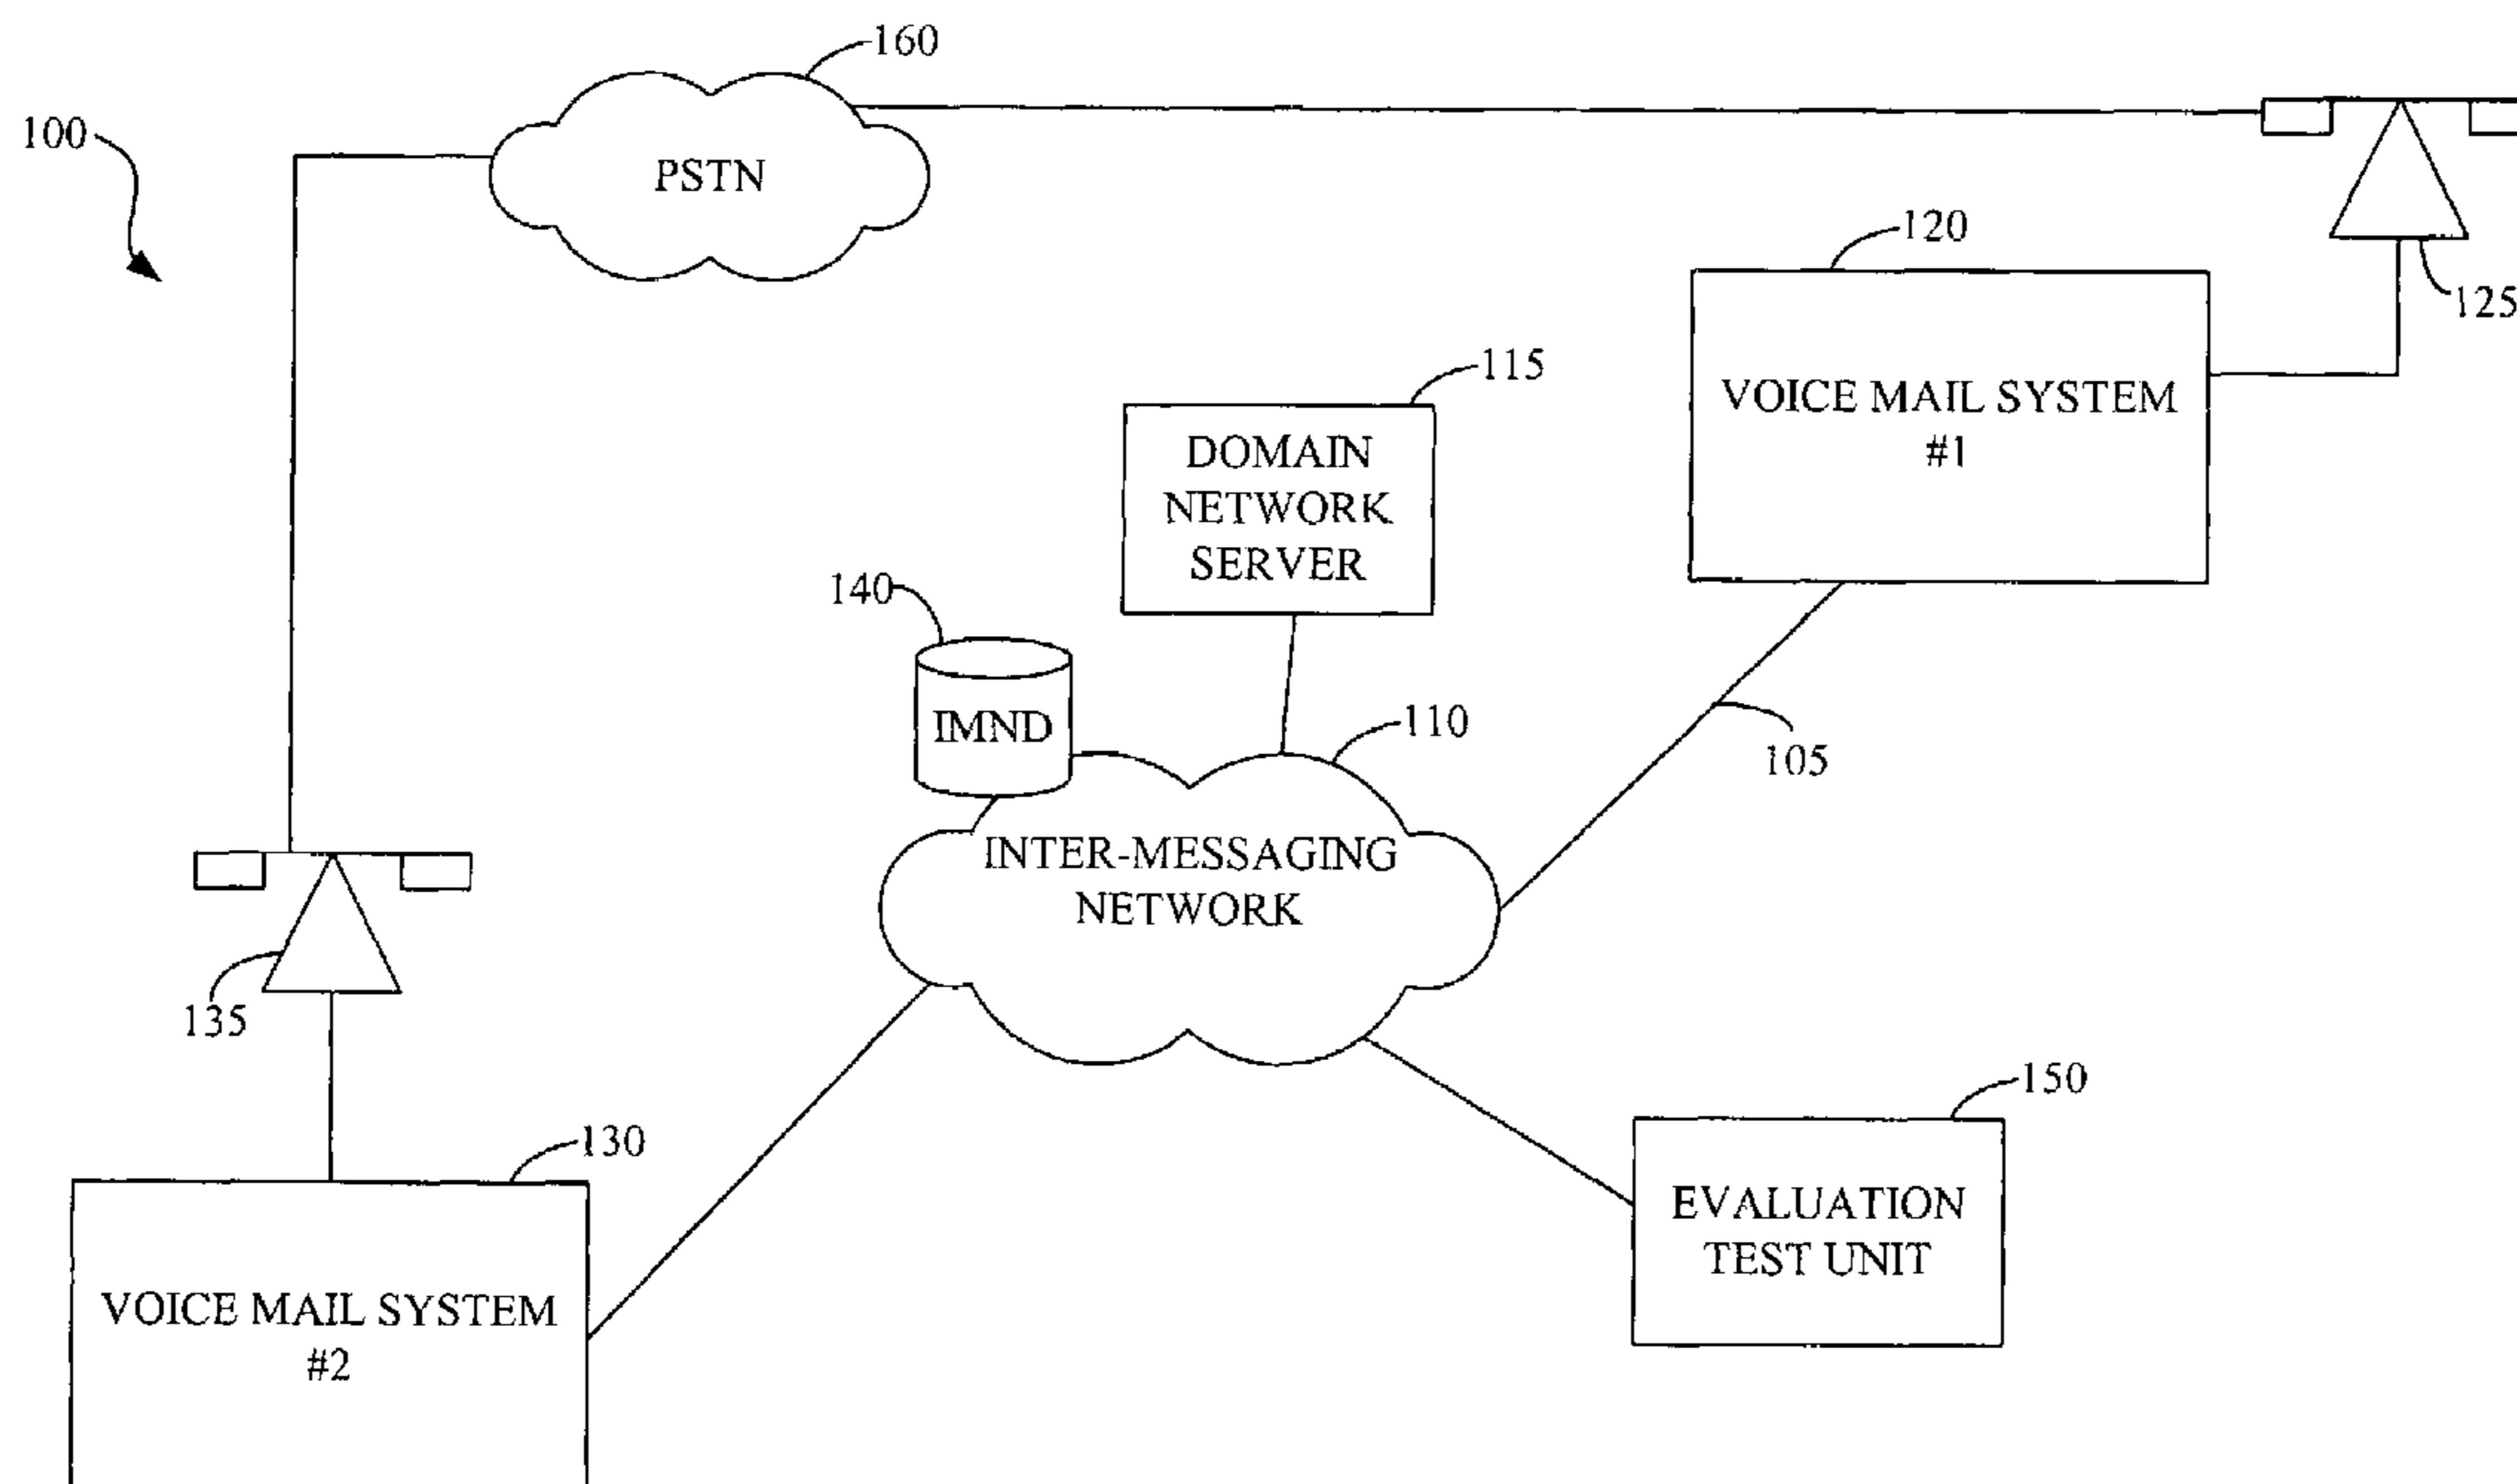 160
100
PSTN
120
125
115
VOICE MAIL SYSTEM
#1
DOMAIN
NETWORK
SERVER
140
IMND
110
105
INTER-MESSAGING
NETWORK
135
150
130
EVALUATION
TEST UNIT
VOICE MAIL SYSTEM
#2